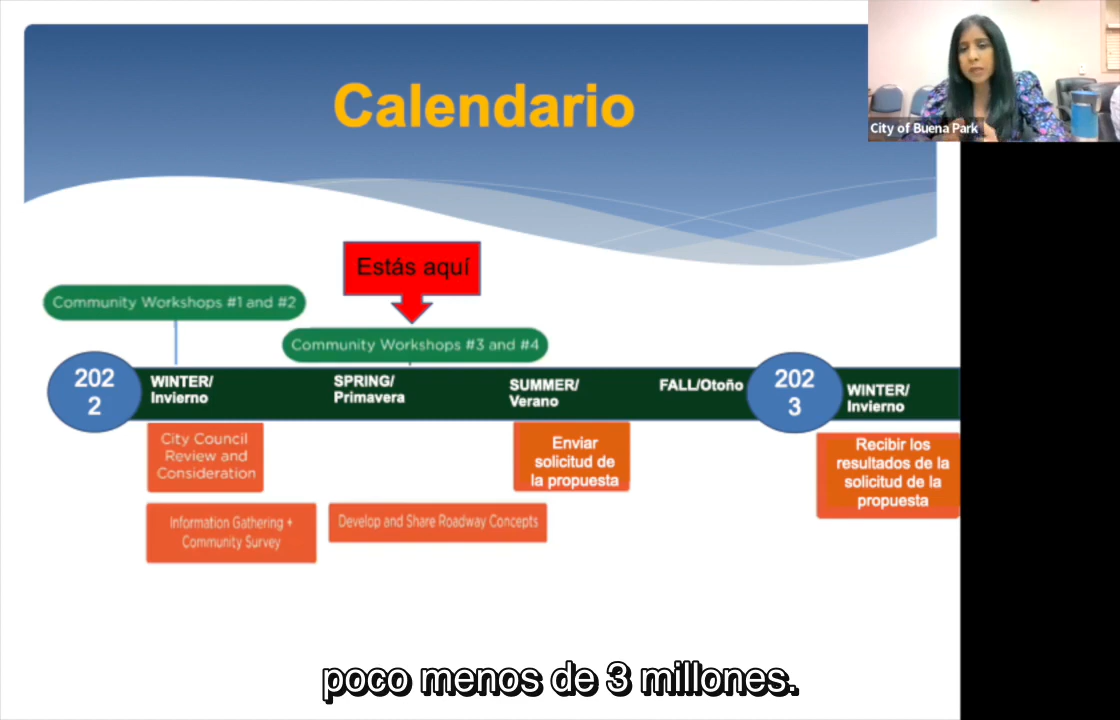 Calendario
City of Buena Park
Estás aquí
Community Workshops #1 and #2
Community Workshops #3 and #4
202
2
WINTER/
Invierno
SPRING/
Primavera
SUMMER/
Verano
FALL/Otoño
202
3
WINTER/
Invierno
City Council
Review and
Consideration
Enviar
solicitud de
la propuesta
Recibir los
resultados de la
solicitud de la
propuesta
Information Gathering +
Community Survey
Develop and Share Roadway Concepts
poco menos de 3 millones.